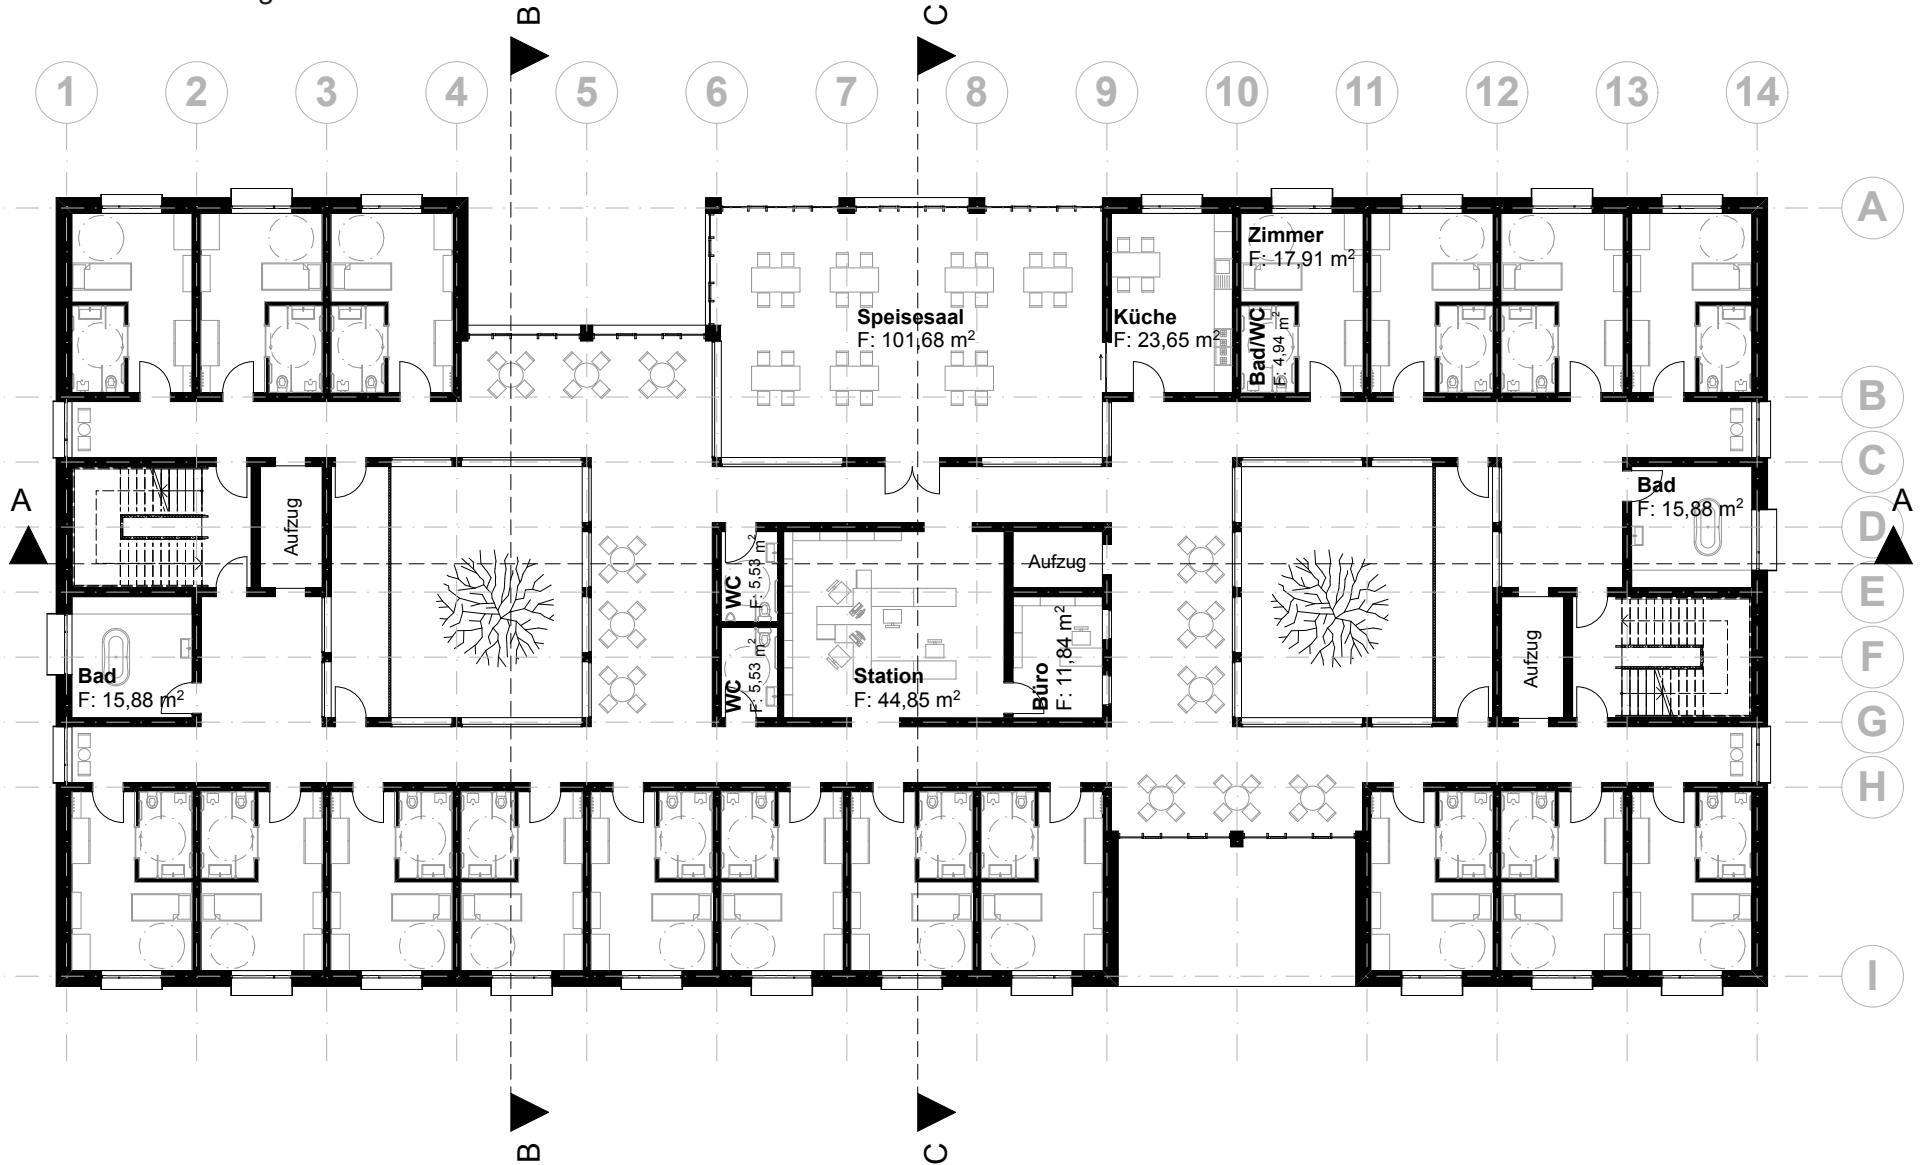 g
B
C
1 2 3 4 5 6 7 8 9 10 11 12 13 14
A
Zimmer
F: 17,91 m²
Speisesaal
F: 101,68 m²
Küche
F: 23,65 m²
Bad/WC
F: 4,94 m²
B
C
A
Aufzug
Bad
F: 15,88 m²
A
D
WC
F: 5,53 m²
Aufzug
E
WC
F: 5,53 m²
Station
F: 44,85 m²
Büro
F: 11,84 m²
Aufzug
F
Bad
F: 15,88 m²
G
H
I
B
C